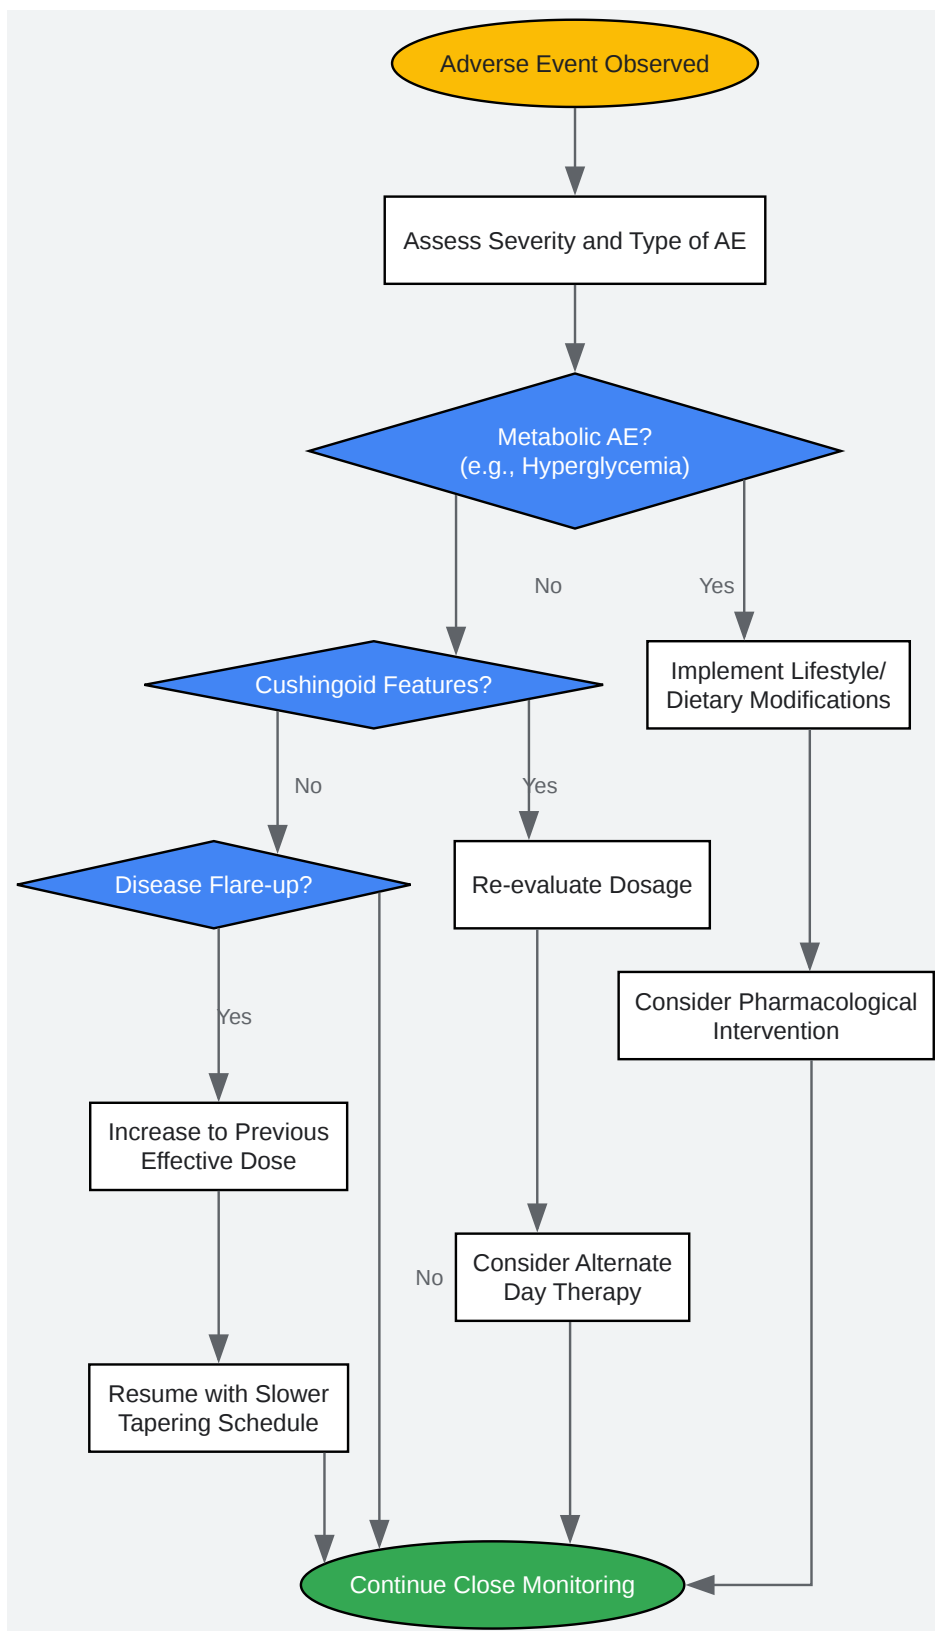 Adverse Event Observed
Assess Severity and Type of AE
Metabolic AE?
(e.g., Hyperglycemia)
No
Yes
Cushingoid Features?
Implement Lifestyle/
Dietary Modifications
No
Yes
Disease Flare-up?
Re-evaluate Dosage
Consider Pharmacological
Intervention
Yes
Increase to Previous
Effective Dose
No
Consider Alternate
Day Therapy
Resume with Slower
Tapering Schedule
Continue Close Monitoring